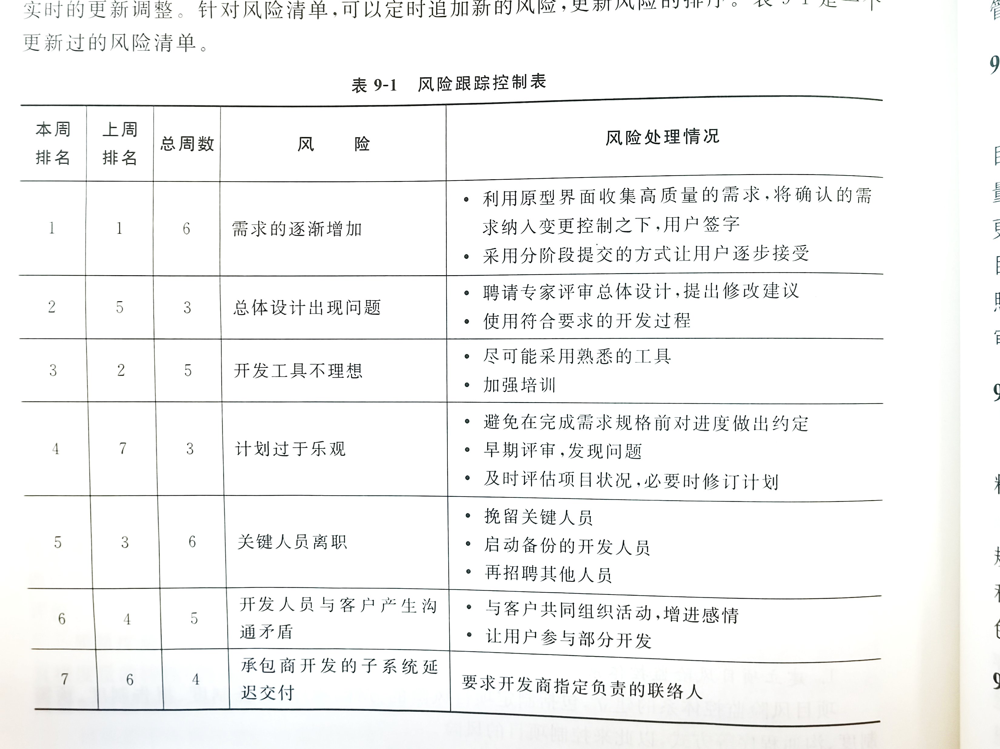 实时的更新调整。针对风险清单,可以定时追加新的风险,更新风险的排序。表 9-1 是一个
更新过的风险清单。
表 9-1 风险跟踪控制表
本周排名 上周排名 总周数 风 险 风险处理情况
1 1 6 需求的逐渐增加
• 利用原型界面收集高质量的需求,将确认的需
求纳入变更控制之下,用户签字
• 采用分阶段提交的方式让用户逐步接受
2 5 3 总体设计出现问题
• 聘请专家评审总体设计,提出修改建议
• 使用符合要求的开发过程
3 2 5 开发工具不理想
• 尽可能采用熟悉的工具
• 加强培训
4 7 3 计划过于乐观
• 避免在完成需求规格前对进度做出约定
• 早期评审,发现问题
• 及时评估项目状况,必要时修订计划
5 3 6 关键人员离职
• 挽留关键人员
• 启动备份的开发人员
• 再招聘其他人员
6 4 5 开发人员与客户产生沟
通矛盾
• 与客户共同组织活动,增进感情
• 让用户参与部分开发
7 6 4 承包商开发的子系统延
迟交付
要求开发商指定负责的联络人